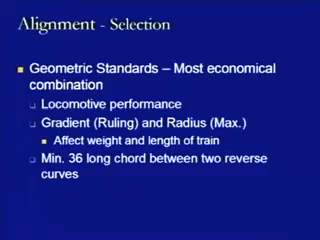 Alignment - Selection
Geometric Standards – Most economical
combination
Locomotive performance
Gradient (Ruling) and Radius (Max.)
Affect weight and length of train
Min. 36 long chord between two reverse
curves